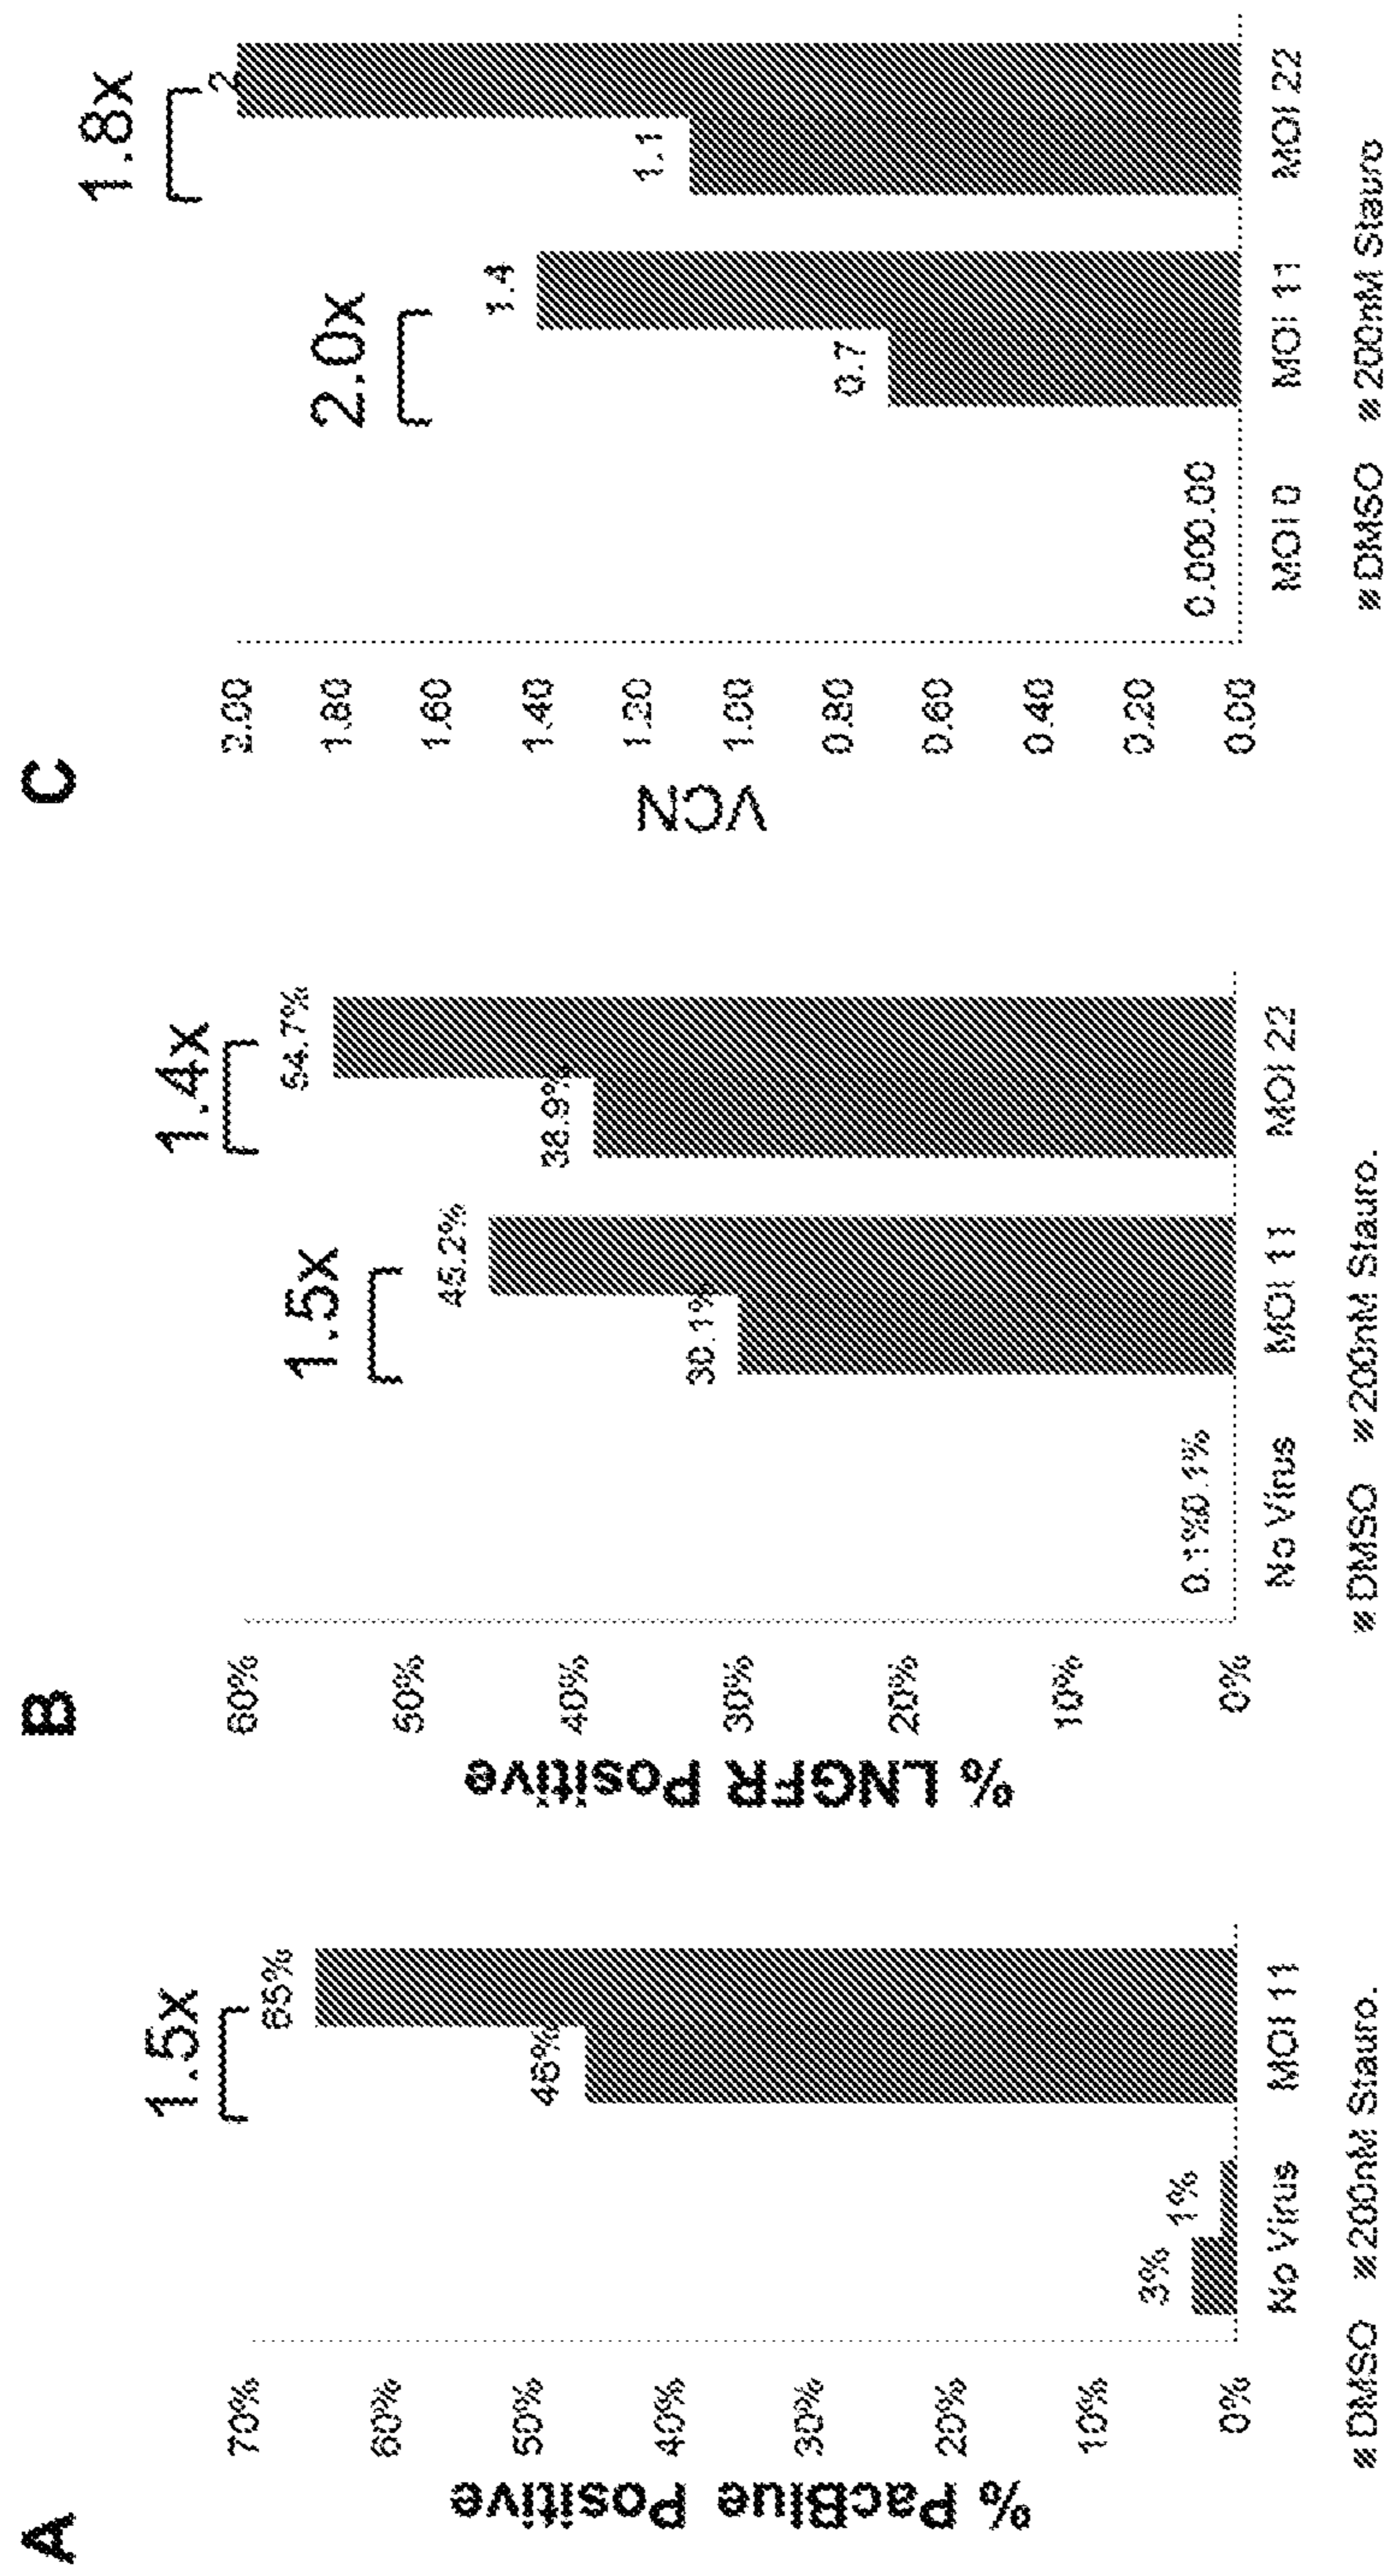 A
% PacBlue Positive
70%
60%
50%
40%
30%
20%
10%
0%
1.5x
3%
1%
46%
65%
No Virus
MOI 11
DMSO
200nM Stauro.
B
% LNGFR Positive
60%
50%
40%
30%
20%
10%
0%
1.5x
1.4x
0.1%
0.1%
30.1%
45.2%
38.9%
54.7%
No Virus
MOI 11
MOI 22
DMSO
200nM Stauro.
C
VCN
2.00
1.80
1.60
1.40
1.20
1.00
0.80
0.60
0.40
0.20
0.00
2.0x
1.8x
0.00
0.00
0.7
1.4
1.1
2
MOI 0
MOI 11
MOI 22
DMSO
200nM Stauro